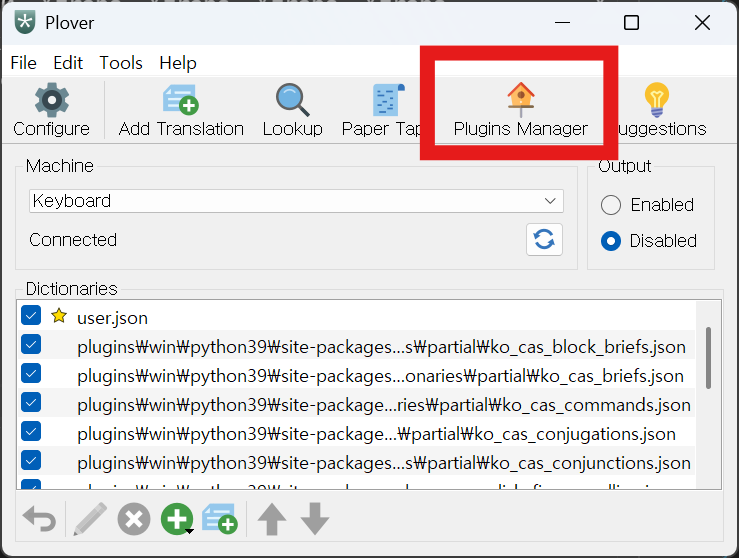 Plover
File Edit Tools Help
Configure Add Translation Lookup Paper Tap Plugins Manager uggestions
Machine Output
Keyboard Enabled
Connected Disabled
Dictionaries
user.json
plugins₩win₩python39₩site-packages...s₩partial₩ko_cas_block_briefs.json
plugins₩win₩python39₩site-packages...onaries₩partial₩ko_cas_briefs.json
plugins₩win₩python39₩site-package...ries₩partial₩ko_cas_commands.json
plugins₩win₩python39₩site-package...₩partial₩ko_cas_conjugations.json
plugins₩win₩python39₩site-packages...s₩partial₩ko_cas_conjunctions.json